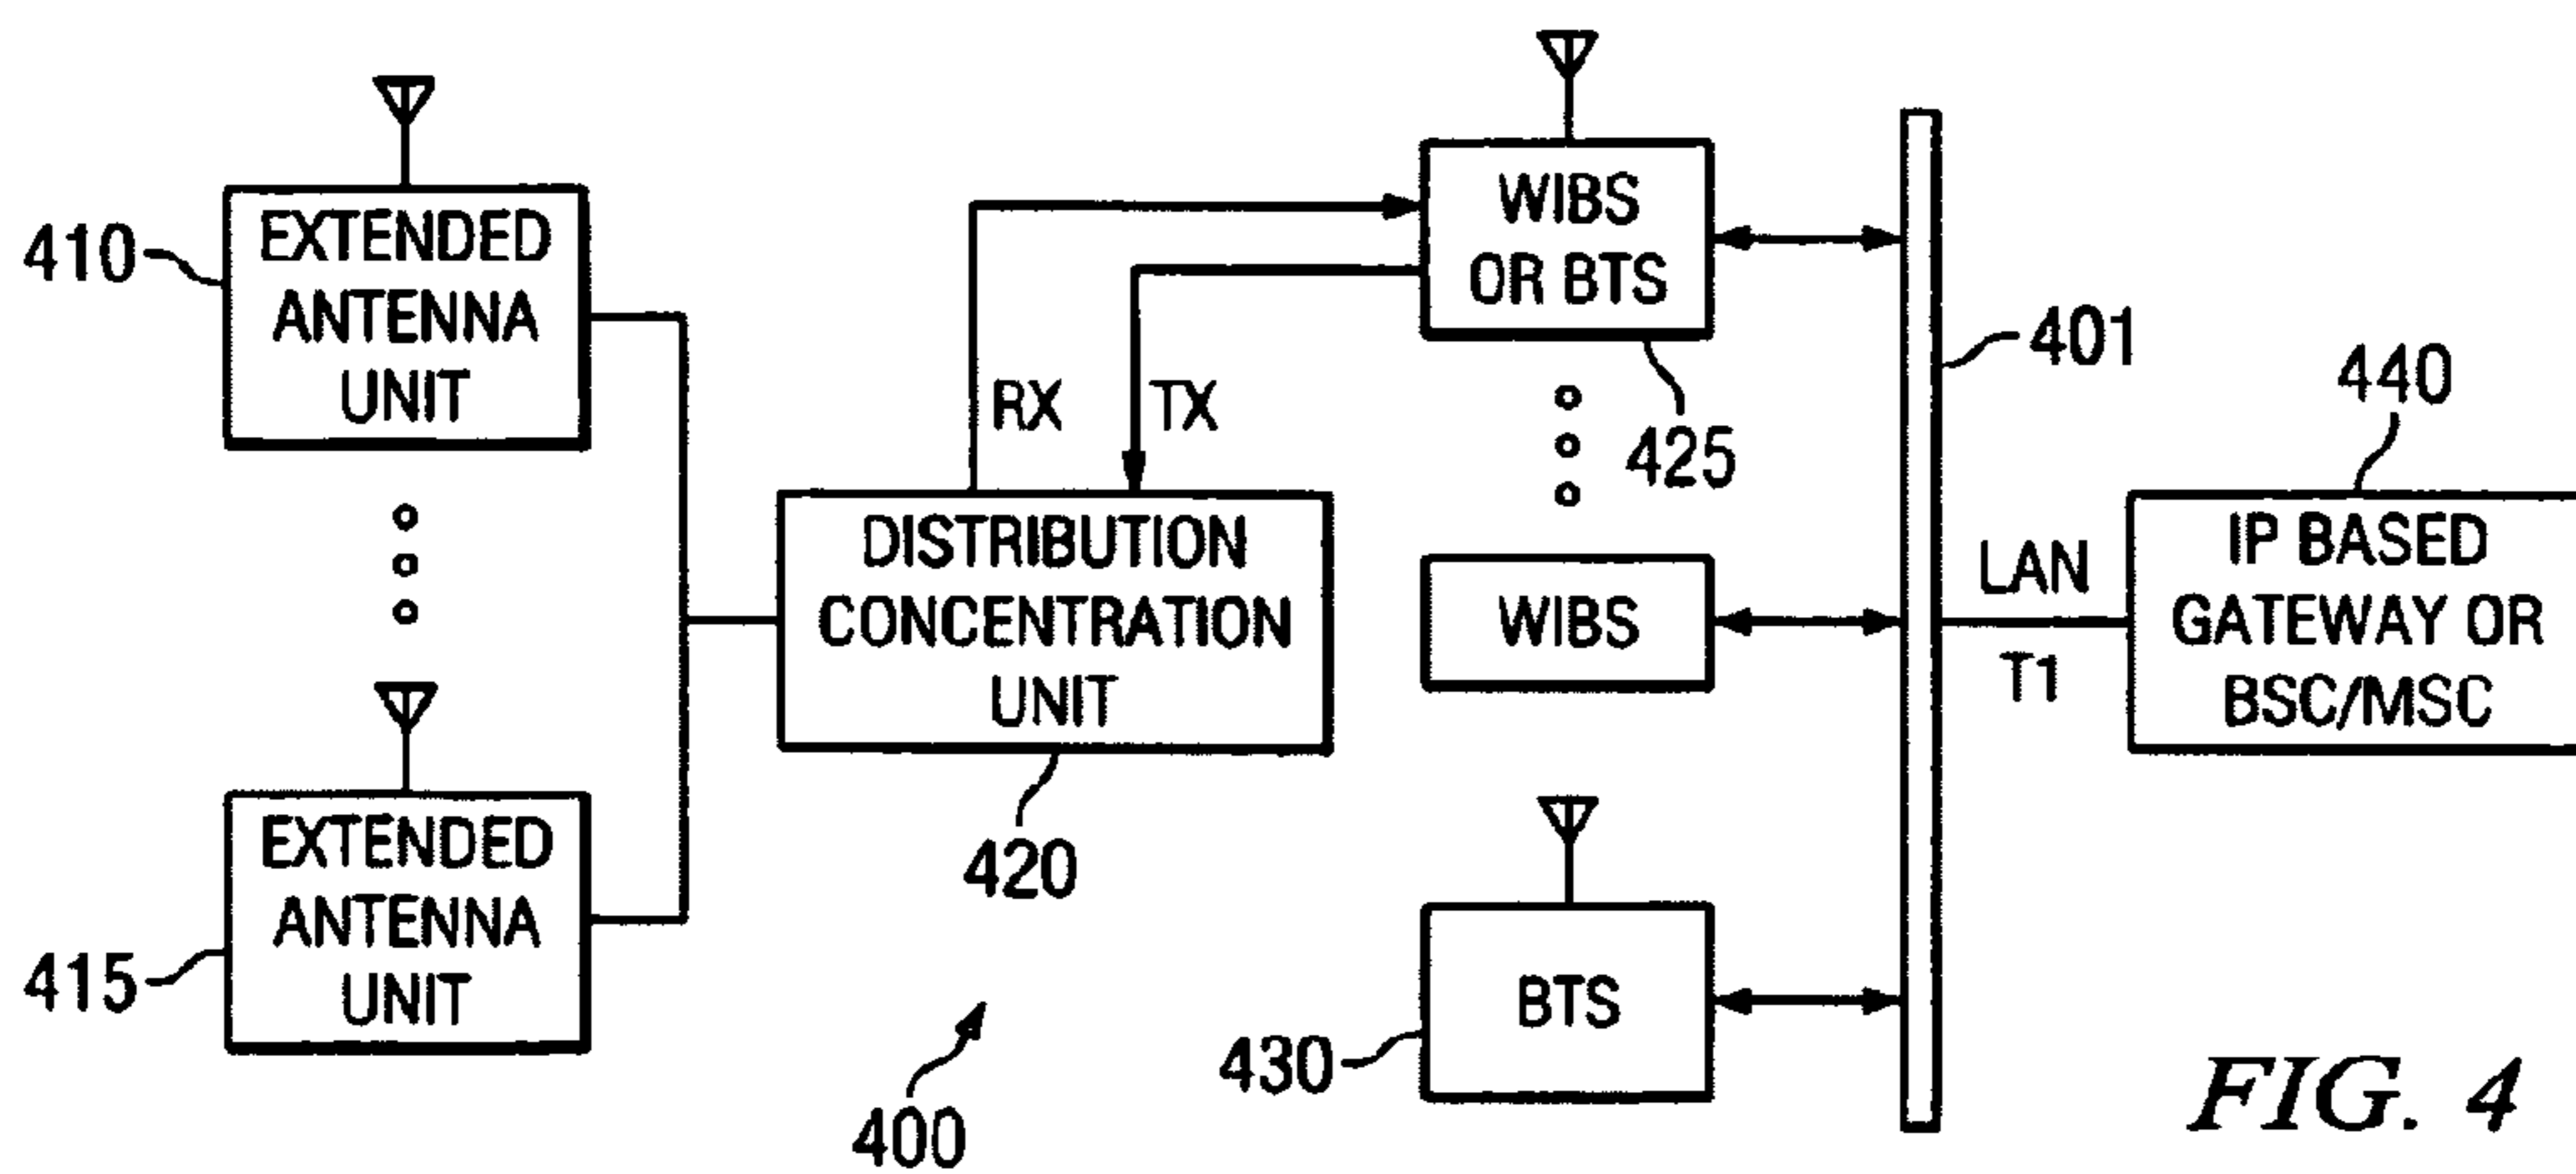 410
EXTENDED
ANTENNA
UNIT
415
EXTENDED
ANTENNA
UNIT
RX
TX
DISTRIBUTION
CONCENTRATION
UNIT
420
400
WIBS
OR BTS
425
WIBS
BTS
430
401
LAN
T1
440
IP BASED
GATEWAY OR
BSC/MSC
FIG. 4